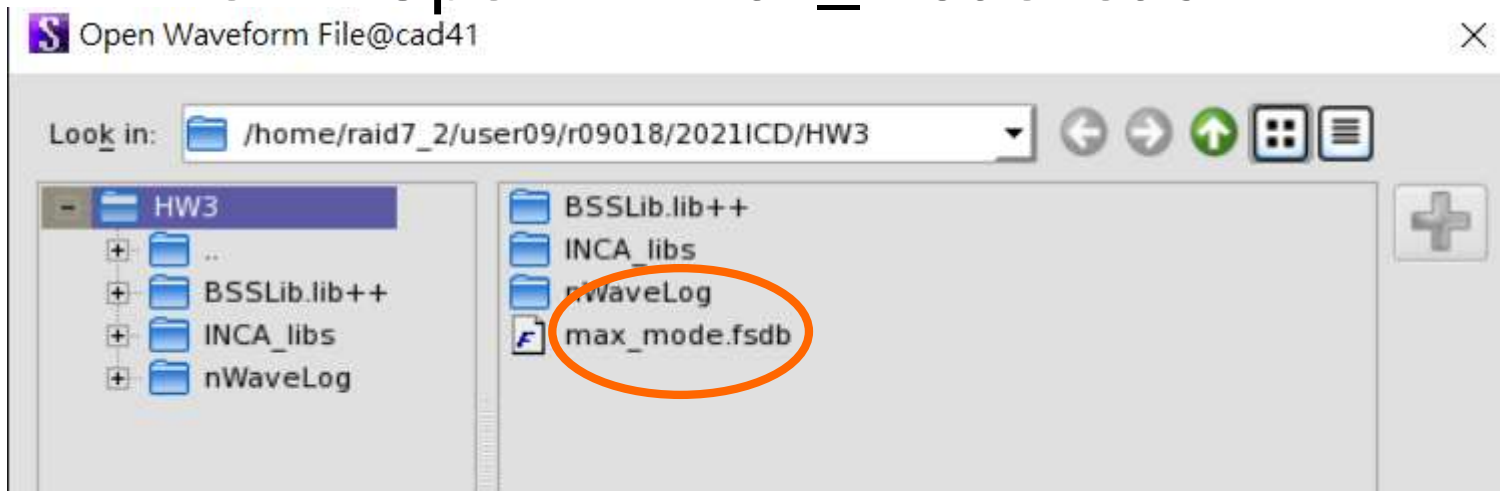 Open Waveform File@cad41
Look in: /home/raid7_2/user09/r09018/2021ICD/HW3
HW3
..
BSSLib.lib++
INCA_libs
nWaveLog
BSSLib.lib++
INCA_libs
nWaveLog
max_mode.fsdb